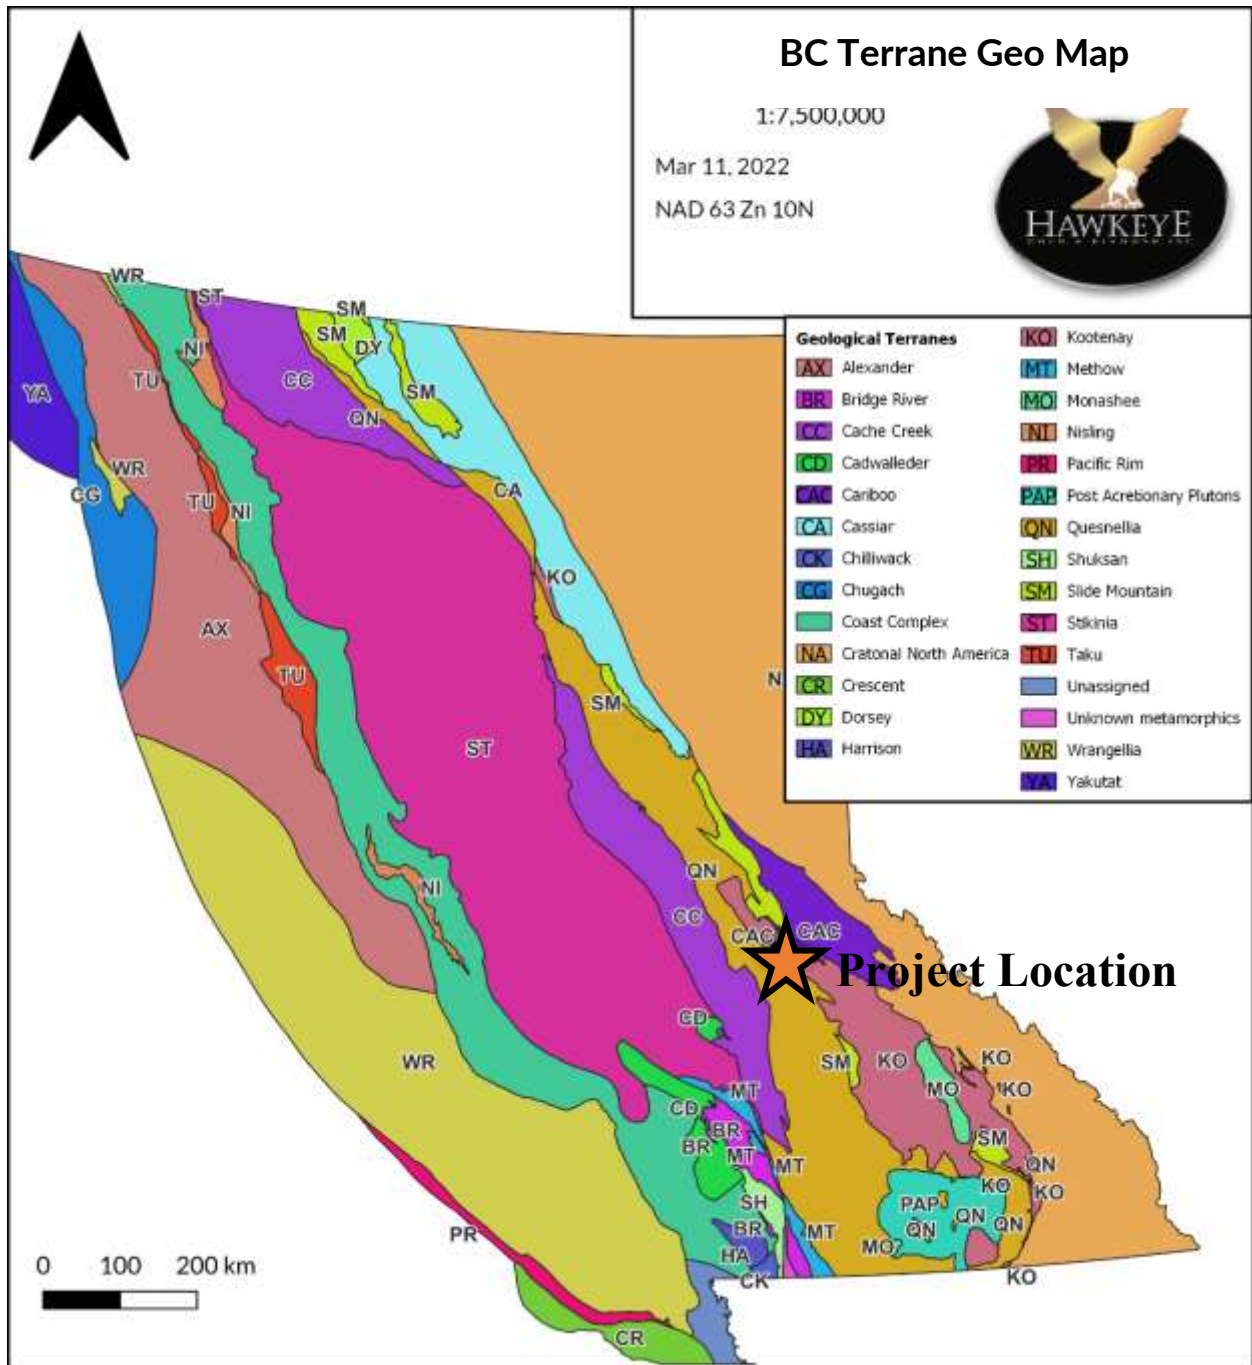 BC Terrane Geo Map
1:7,500,000
Mar 11, 2022
NAD 63 Zn 10N
HAWKEYE
GOLD & DIAMOND INC
Geological Terranes
AX Alexander
BR Bridge River
CC Cache Creek
CD Cadwalleder
CAC Cariboo
CA Cassiar
CK Chilliwack
CG Chugach
Coast Complex
NA Cratonal North America
CR Crescent
DY Dorsey
HA Harrison
KO Kootenay
MT Methow
MO Monashee
NI Nisling
PR Pacific Rim
PAP Post Acretionary Plutons
QN Quesnellia
SH Shuksan
SM Slide Mountain
ST Stikinia
TU Taku
Unassigned
Unknown metamorphics
WR Wrangellia
YA Yakutat
WR
ST
SM
SM
DY
NI
CC
TU
SM
YA
QN
WR
CG
CA
TU
NI
KO
AX
TU
N
SM
ST
QN
NI
CC
CAC
CAC
Project Location
CD
WR
SM
KO
KO
MO
KO
MT
CD
BR
BR
MT
SM
MT
QN
KO
KO
SH
PAP
QN
QN
QN
BR
MT
PR
HA
MO
CK
KO
CR
0 100 200 km